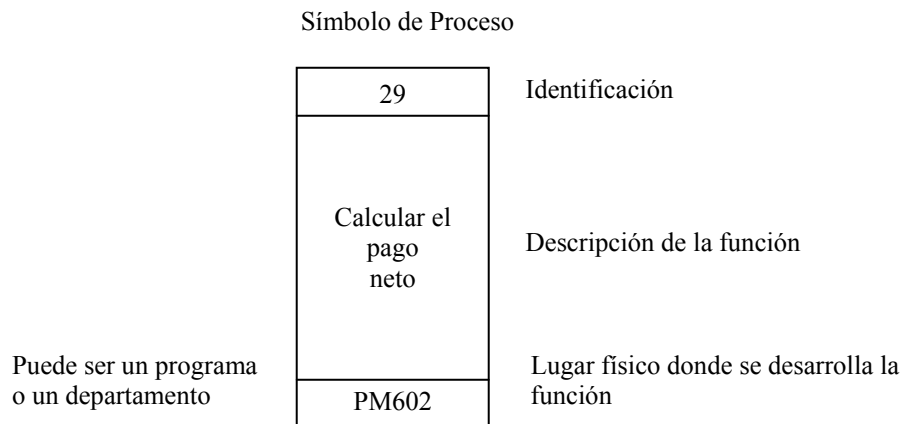 Símbolo de Proceso
29
Identificación
Calcular el
pago
neto
Descripción de la función
Puede ser un programa
o un departamento
PM602
Lugar físico donde se desarrolla la
función